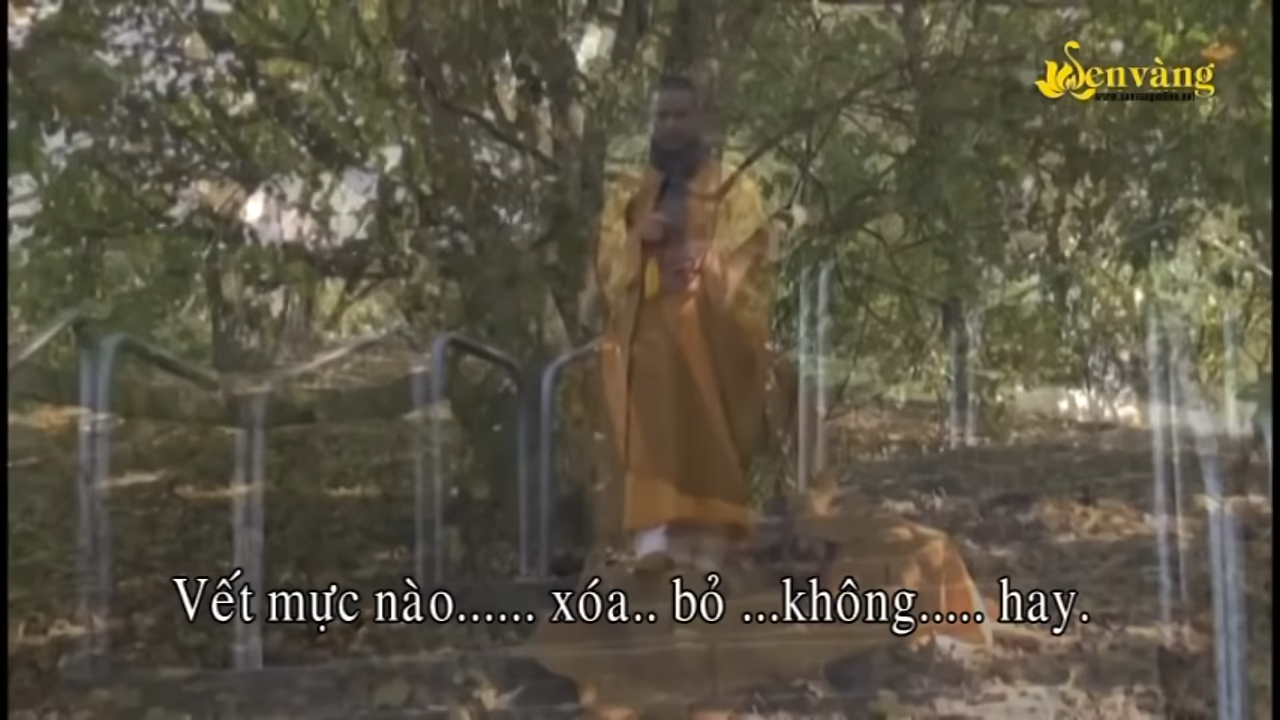 Senvàng
Vết mực nào...... xóa.. bỏ ...không..... hay.